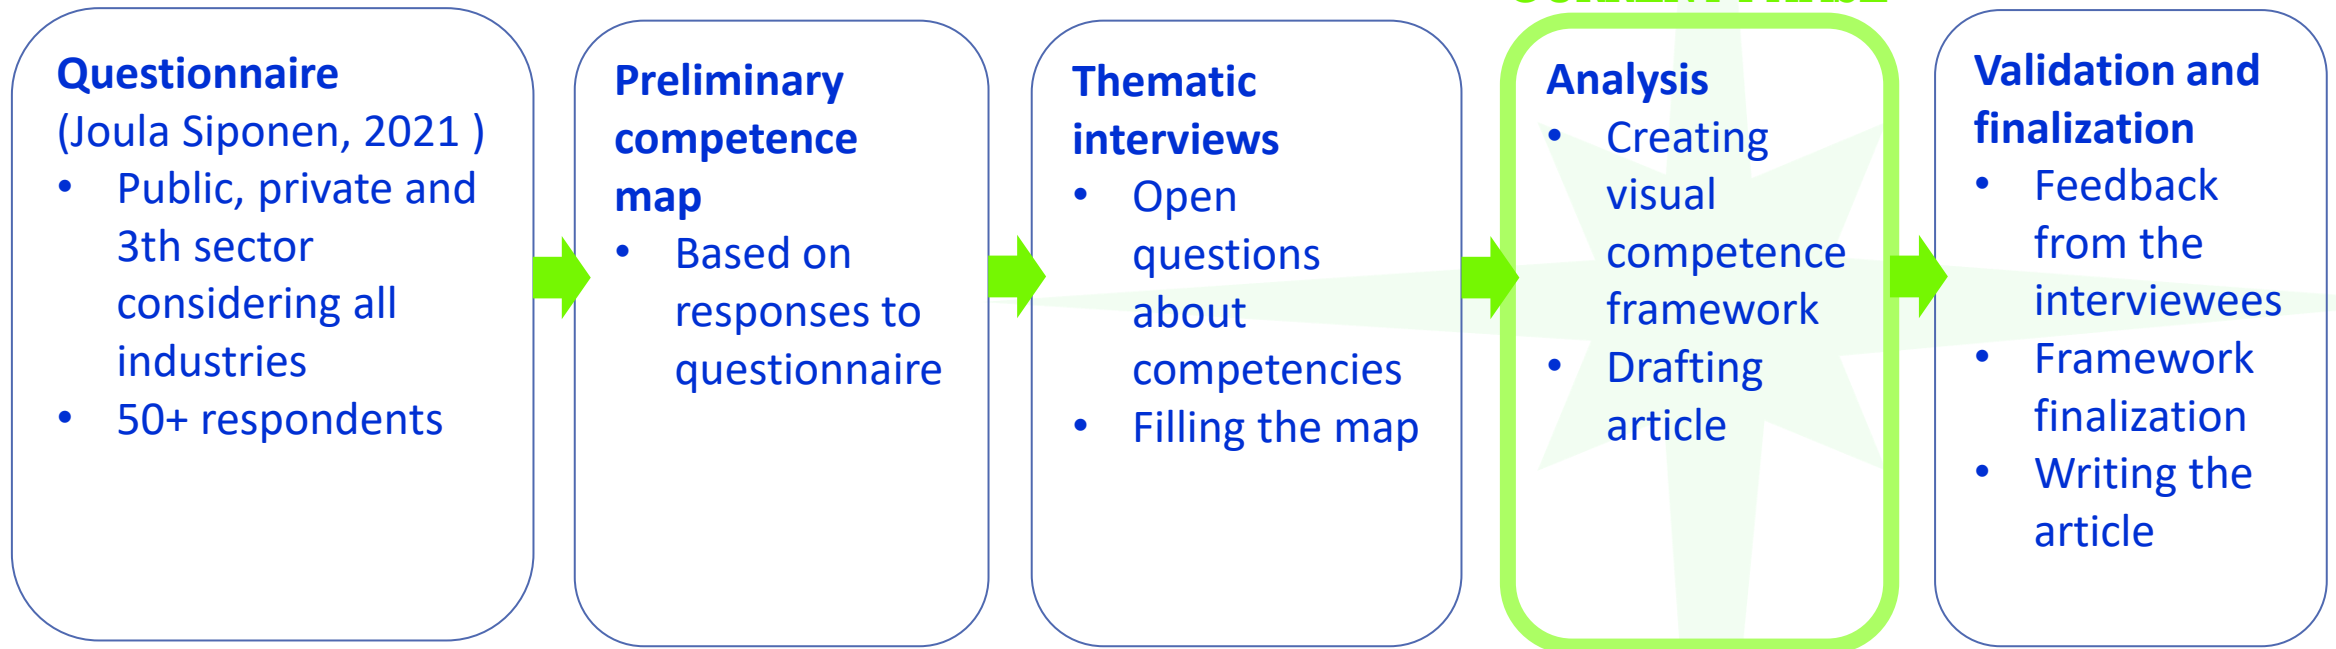 Questionnaire
(Joula Siponen, 2021 )
• Public, private and
3th sector
considering all
industries
• 50+ respondents
Preliminary
competence
map
• Based on
responses to
questionnaire
Thematic
interviews
• Open
questions
about
competencies
• Filling the map
CURRENT PHASE
Analysis
• Creating
visual
competence
framework
• Drafting
article
Validation and
finalization
• Feedback
from the
interviewees
• Framework
finalization
• Writing the
article